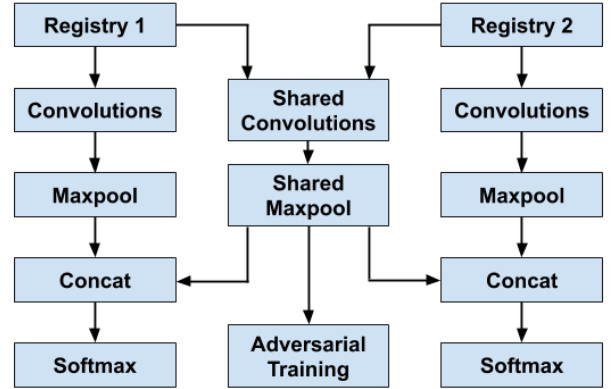 Registry 1
Registry 2
Convolutions
Shared
Convolutions
Convolutions
Maxpool
Shared
Maxpool
Maxpool
Concat
Concat
Softmax
Adversarial
Training
Softmax